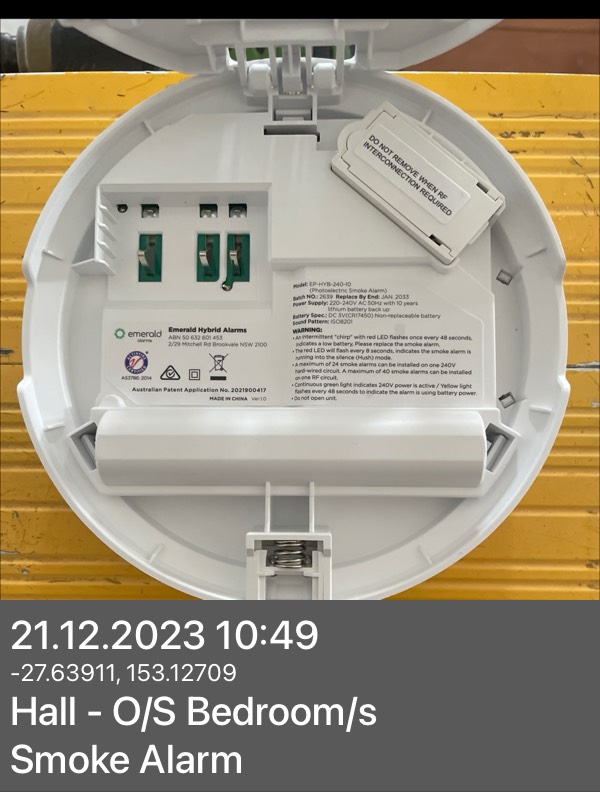 DO NOT REMOVE WHEN RF
INTERCONNECTION REQUIRED
Model: EP-HYB-240-10
(Photoelectric Smoke Alarm)
Batch NO.: 2639 Replace By End: JAN. 2033
Power Supply: 220-240V AC 50Hz with 10 years
lithium battery back up
Battery Spec.: DC 3V(CR17450) Non-replaceable battery
Sound Pattern: ISO8201
WARNING:
• An intermittent "chirp" with red LED flashes once every 48 seconds,
indicates a low battery, Please replace the smoke alarm.
• The red LED will flash every 8 seconds, indicates the smoke alarm is
running into the silence (Hush) mode.
• A maximum of 24 smoke alarms can be installed on one 240V
hard-wired circuit. A maximum of 40 smoke alarms can be installed
on one RF circuit.
• Continuous green light indicates 240V power is active / Yellow light
flashes every 48 seconds to indicate the alarm is using battery power.
• Do not open unit.
emerald
alarms
Emerald Hybrid Alarms
ABN 50 632 801 453
2/29 Mitchell Rd Brookvale NSW 2100
AS3786: 2014
Australian Patent Application No. 2021900417
MADE IN CHINA Ver:1.0
21.12.2023 10:49
-27.63911, 153.12709
Hall - O/S Bedroom/s
Smoke Alarm